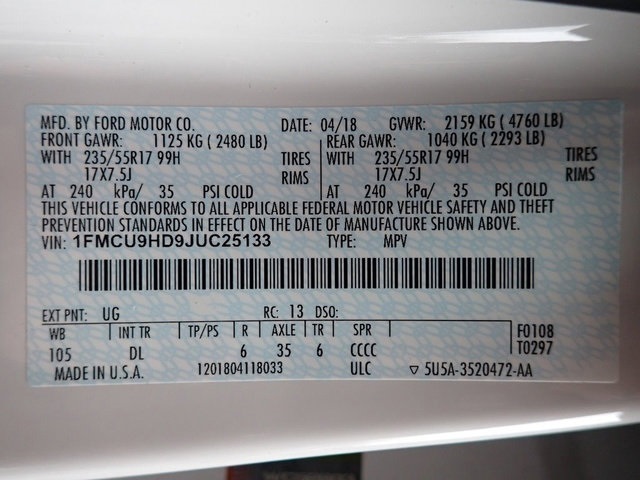 MFD. BY FORD MOTOR CO. DATE: 04/18 GVWR: 2159 KG ( 4760 LB)
FRONT GAWR: 1125 KG ( 2480 LB) REAR GAWR: 1040 KG ( 2293 LB)
WITH 235/55R17 99H TIRES WITH 235/55R17 99H TIRES
17X7.5J RIMS 17X7.5J RIMS
AT 240 kPa/ 35 PSI COLD AT 240 kPa/ 35 PSI COLD
THIS VEHICLE CONFORMS TO ALL APPLICABLE FEDERAL MOTOR VEHICLE SAFETY AND THEFT
PREVENTION STANDARDS IN EFFECT ON THE DATE OF MANUFACTURE SHOWN ABOVE.
VIN: 1FMCU9HD9JUC25133 TYPE: MPV
EXT PNT: UG RC: 13 DSO:
WB INT TR TP/PS R AXLE TR SPR F0108
105 DL 6 35 6 CCCC T0297
MADE IN U.S.A. 1201804118033 ULC ▽ 5U5A-3520472-AA